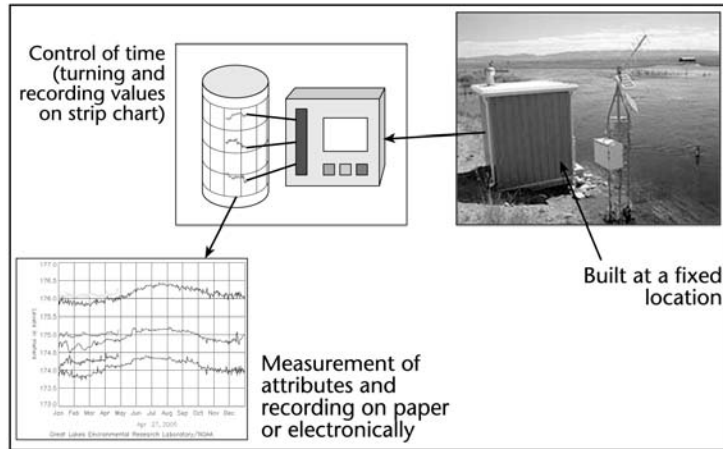 Control of time
(turning and
recording values
on strip chart)
Built at a fixed
location
177.0
176.5
176.0
175.0
174.5
174.0
173.5
173.0
Jan Feb Mar Apr May Jun Jul Aug Sep Oct Nov Dec
Apr 27, 2005
Great Lakes Environmental Research Laboratory/NOAA
Measurement of
attributes and
recording on paper
or electronically